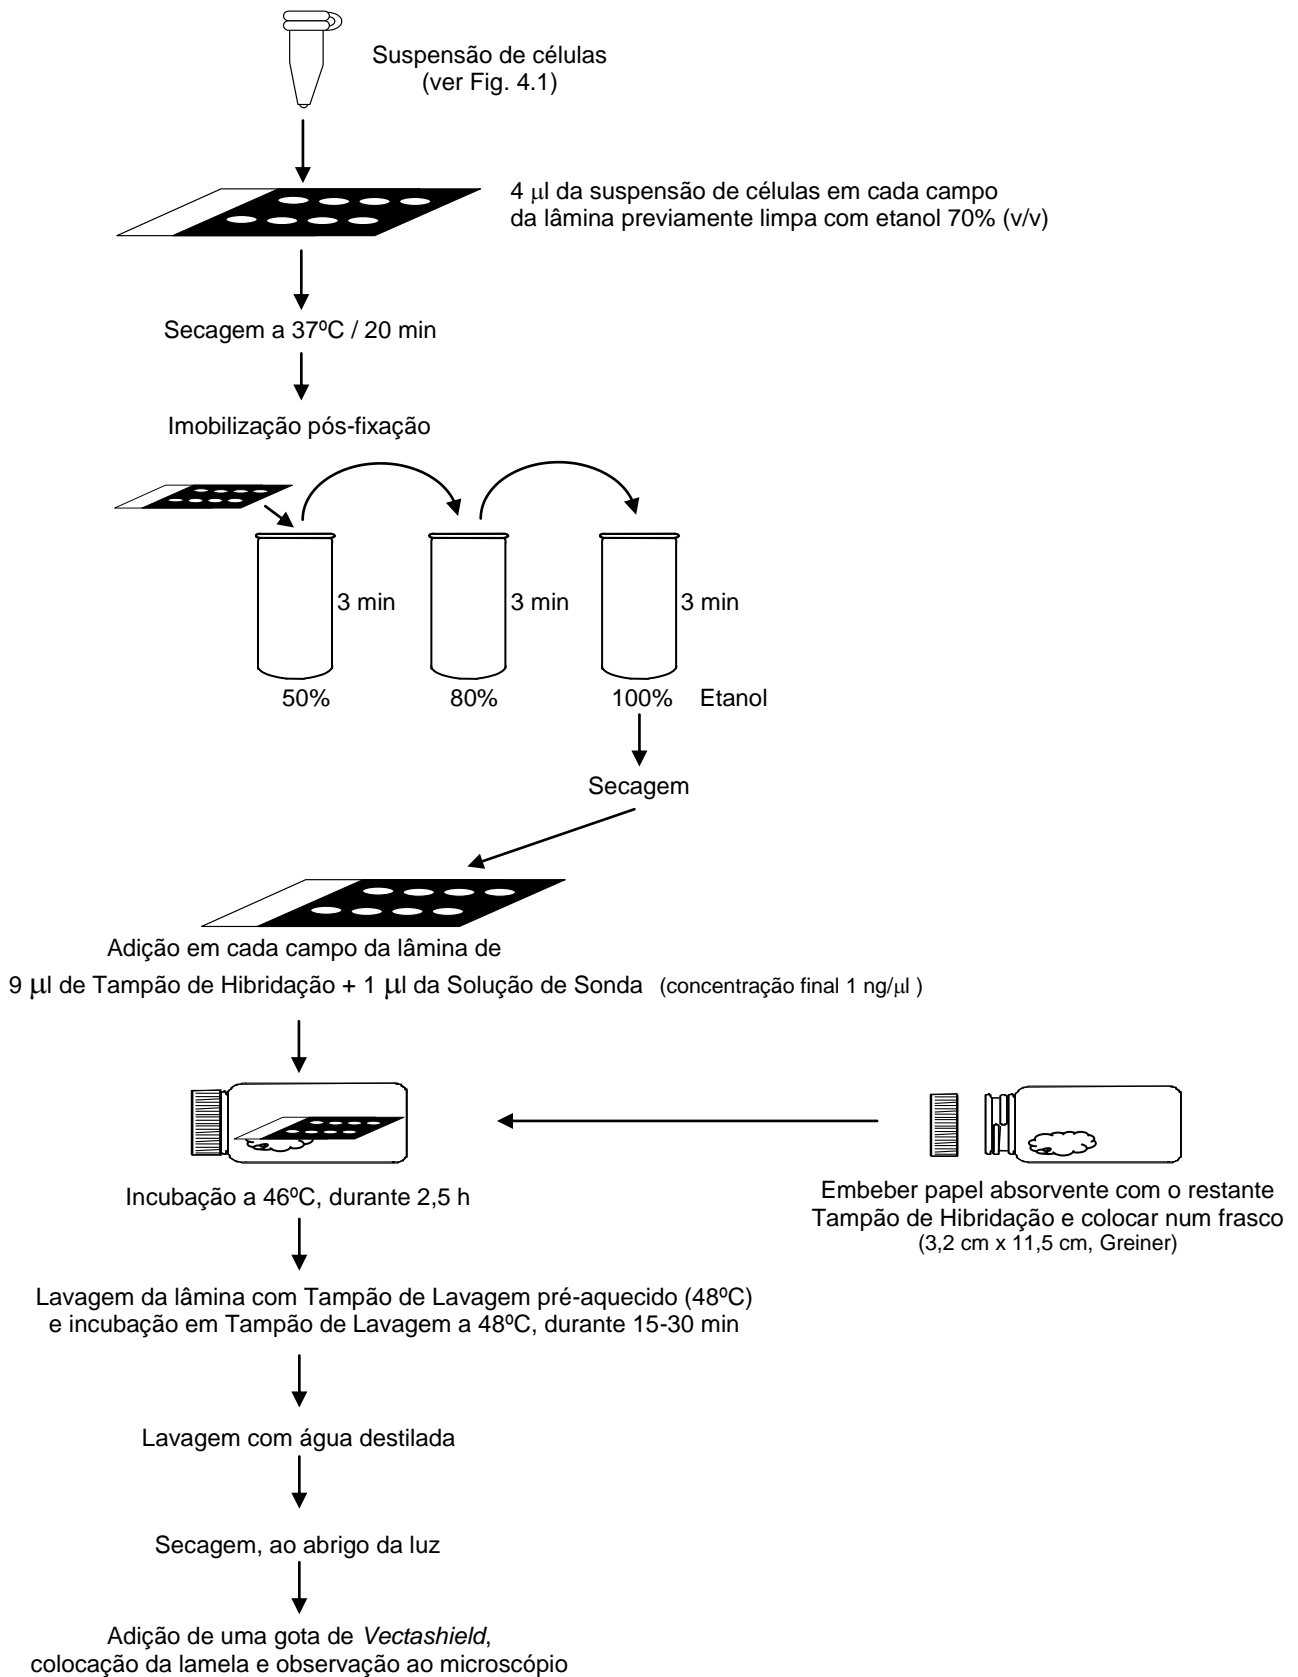 Suspensão de células
(ver Fig. 4.1)
4 μl da suspensão de células em cada campo
da lâmina previamente limpa com etanol 70% (v/v)
Secagem a 37ºC / 20 min
Imobilização pós-fixação
3 min
3 min
3 min
50%
80%
100%
Etanol
Secagem
Adição em cada campo da lâmina de
9 μl de Tampão de Hibridação + 1 μl da Solução de Sonda (concentração final 1 ng/μl )
Incubação a 46ºC, durante 2,5 h
Embeber papel absorvente com o restante
Tampão de Hibridação e colocar num frasco
(3,2 cm x 11,5 cm, Greiner)
Lavagem da lâmina com Tampão de Lavagem pré-aquecido (48ºC)
e incubação em Tampão de Lavagem a 48ºC, durante 15-30 min
Lavagem com água destilada
Secagem, ao abrigo da luz
Adição de uma gota de Vectashield,
colocação da lamela e observação ao microscópio